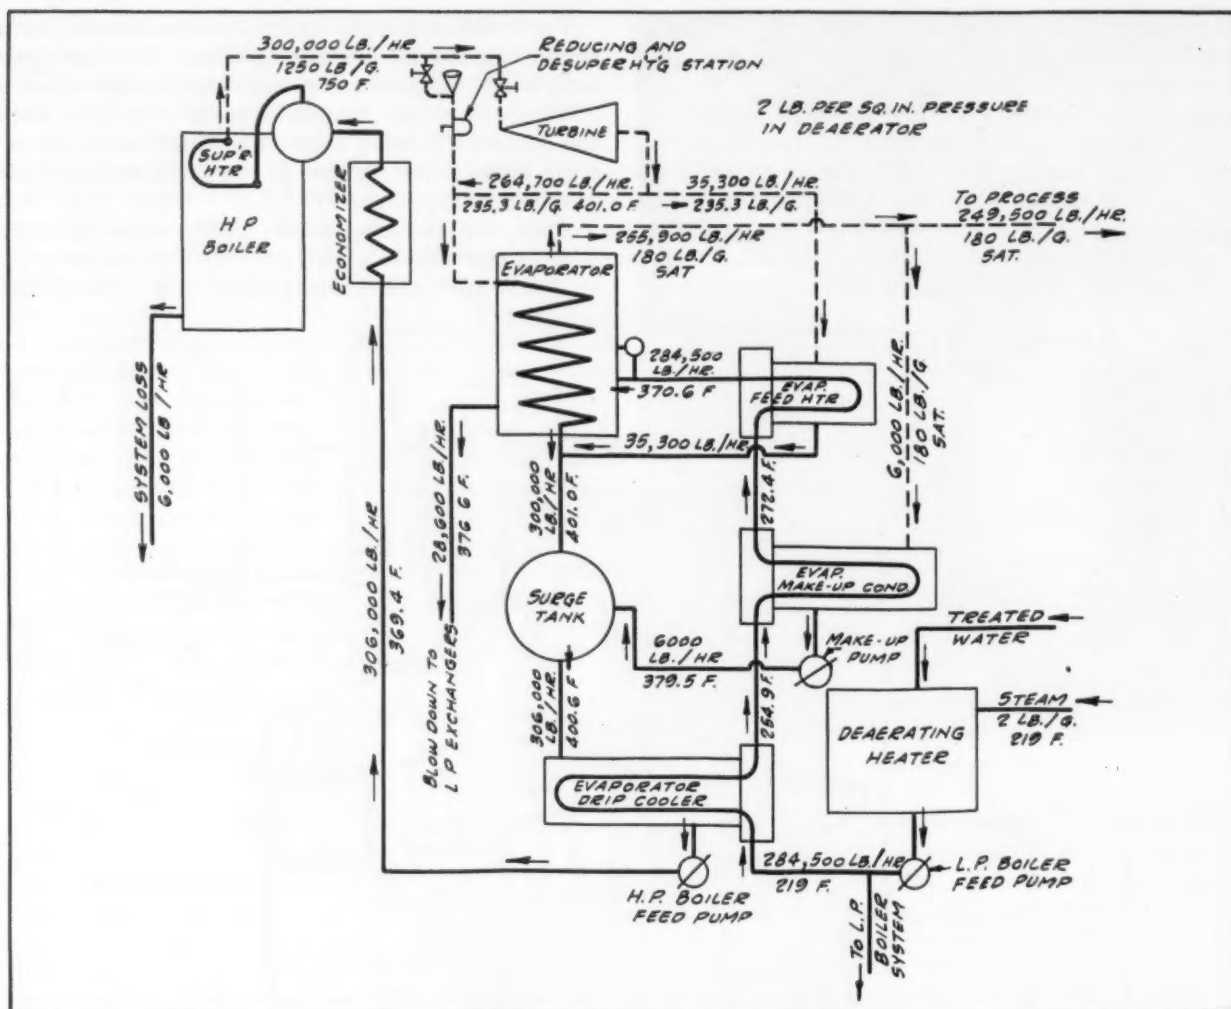 300,000 LB./HR.
1250 LB/G.
750 F.
REDUCING AND
DESUPERHT'G STATION
2 LB. PER SQ. IN. PRESSURE
IN DEAERATOR
TURBINE
SUP'R
HTR
H P
BOILER
ECONOMIZER
264,700 LB./HR.
235.3 LB/G. 401.0 F.
35,300 LB./HR.
235.3 LB./G.
TO PROCESS
249,500 LB./HR.
180 LB./G.
SAT.
255,900 LB./HR
180 LB./G.
SAT
EVAPORATOR
284,500
LB./HR.
370.6 F
EVAP.
FEED HTR
6,000 LB./HR.
180 LB./G
SAT.
SYSTEM LOSS
6,000 LB /HR
35,300 LB./HR.
28,600 LB/HR.
376 6 F.
BLOW DOWN TO
L P EXCHANGERS
300,000
LB./HR
401.0 F.
272.4 F.
306,000 LB./HR
369.4 F.
SURGE
TANK
EVAP.
MAKE-UP COND.
TREATED
WATER
6000
LB./HR
379.5 F.
MAKE-UP
PUMP
306,000
LB./HR.
400.6 F
254.9 F.
STEAM
2 LB./G.
219 F.
DEAERATING
HEATER
EVAPORATOR
DRIP COOLER
284,500 LB./HR
219 F.
L.P. BOILER
FEED PUMP
H.P. BOILER
FEED PUMP
TO L.P.
BOILER
SYSTEM